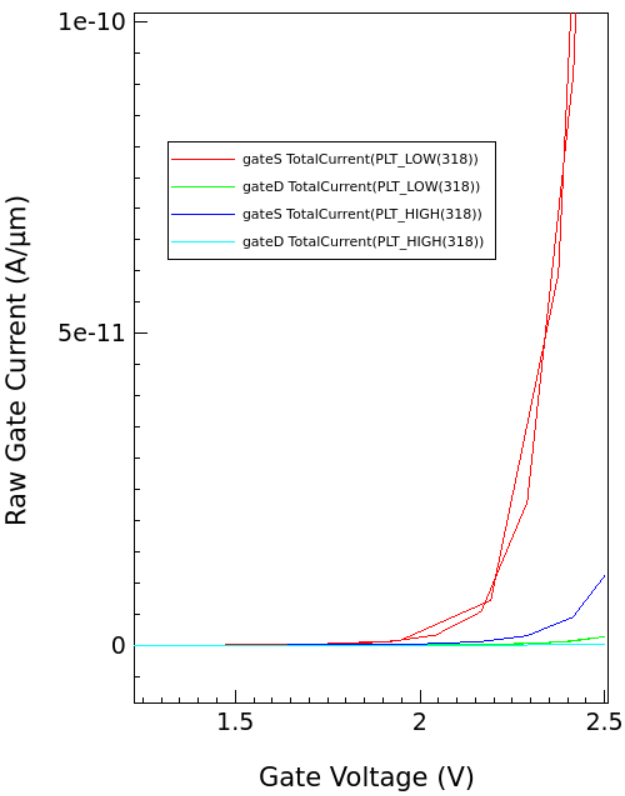 1e-10
gateS TotalCurrent(PLT_LOW(318))
gateD TotalCurrent(PLT_LOW(318))
gateS TotalCurrent(PLT_HIGH(318))
gateD TotalCurrent(PLT_HIGH(318))
Raw Gate Current (A/μm)
5e-11
0
1.5 2 2.5
Gate Voltage (V)